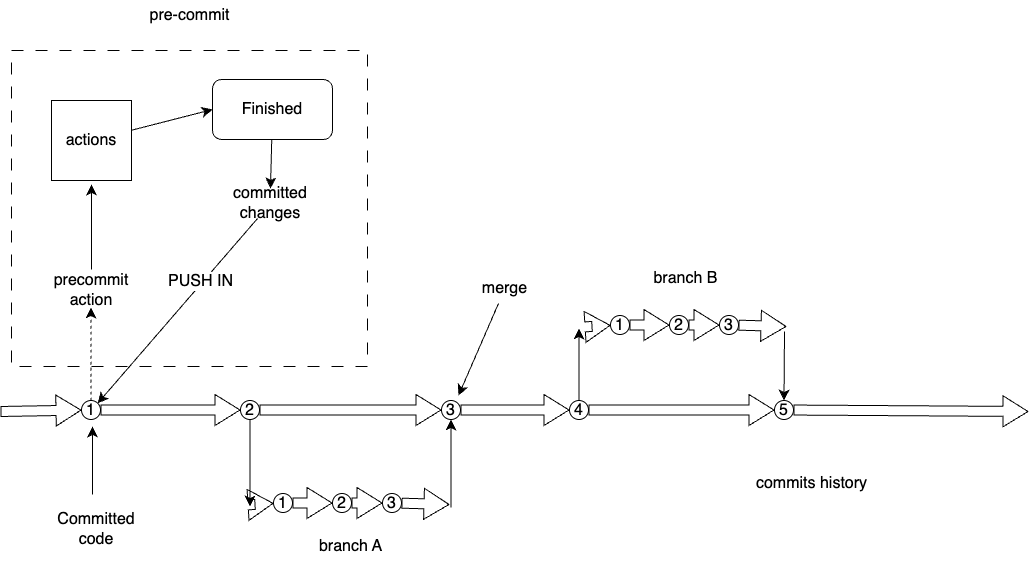 pre-commit
Finished
actions
committed
changes
precommit
action
PUSH IN
merge
branch B
1
2
3
1
2
3
4
5
1
2
3
commits history
Committed
code
branch A